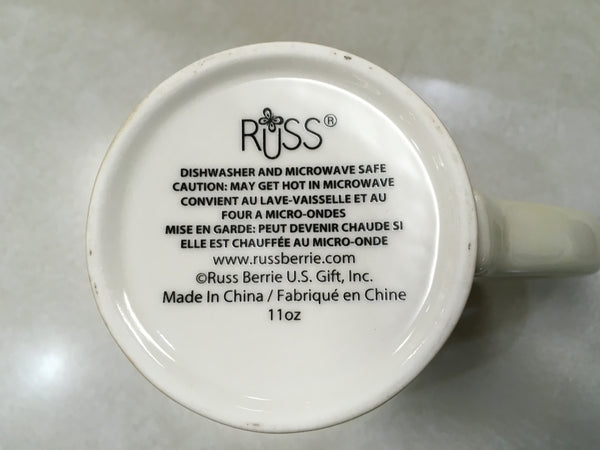 RUSS®
DISHWASHER AND MICROWAVE SAFE
CAUTION: MAY GET HOT IN MICROWAVE
CONVIENT AU LAVE-VAISSELLE ET AU
FOUR A MICRO-ONDES
MISE EN GARDE: PEUT DEVENIR CHAUDE SI
ELLE EST CHAUFFÉE AU MICRO-ONDE
www.russberrie.com
©Russ Berrie U.S. Gift, Inc.
Made In China / Fabriqué en Chine
11oz